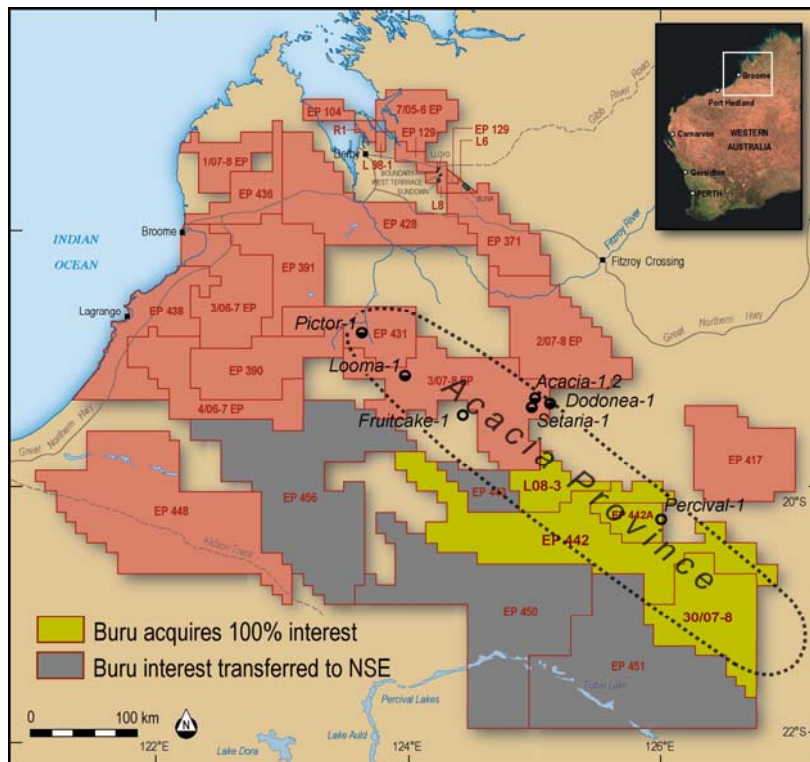 Broome
Port Hedland
Carnarvon
WESTERN
AUSTRALIA
Geraldton
PERTH
EP 104
7/05-6 EP
R1
EP 129
EP 129
L6
Gibb River Road
Derby
L 98-1
LLOYD
BOUNDARY
WEST TERRRACE
SUNDOWN
BLINA
L8
1/07-8 EP
EP 436
EP 428
EP 371
Fitzroy River
Fitzroy Crossing
Great Northern Hwy
INDIAN
OCEAN
Broome
EP 391
Lagrange
EP 438
3/06-7 EP
EP 390
4/06-7 EP
Great Northern Hwy
Pictor-1
EP 431
2/07-8 EP
Looma-1
3/07-8 EP
Acacia-1,2
Dodonea-1
Setaria-1
Fruitcake-1
Acacia Province
EP 417
20°S
EP 456
EP 448
Kidson Track
L08-3
EP 442A
Percival-1
EP 442
EP 450
30/07-8
EP 451
Buru acquires 100% interest
Buru interest transferred to NSE
Percival Lakes
Tobin Lake
Lake Auld
Lake Dora
0 100 km
N
22°S
122°E
124°E
126°E